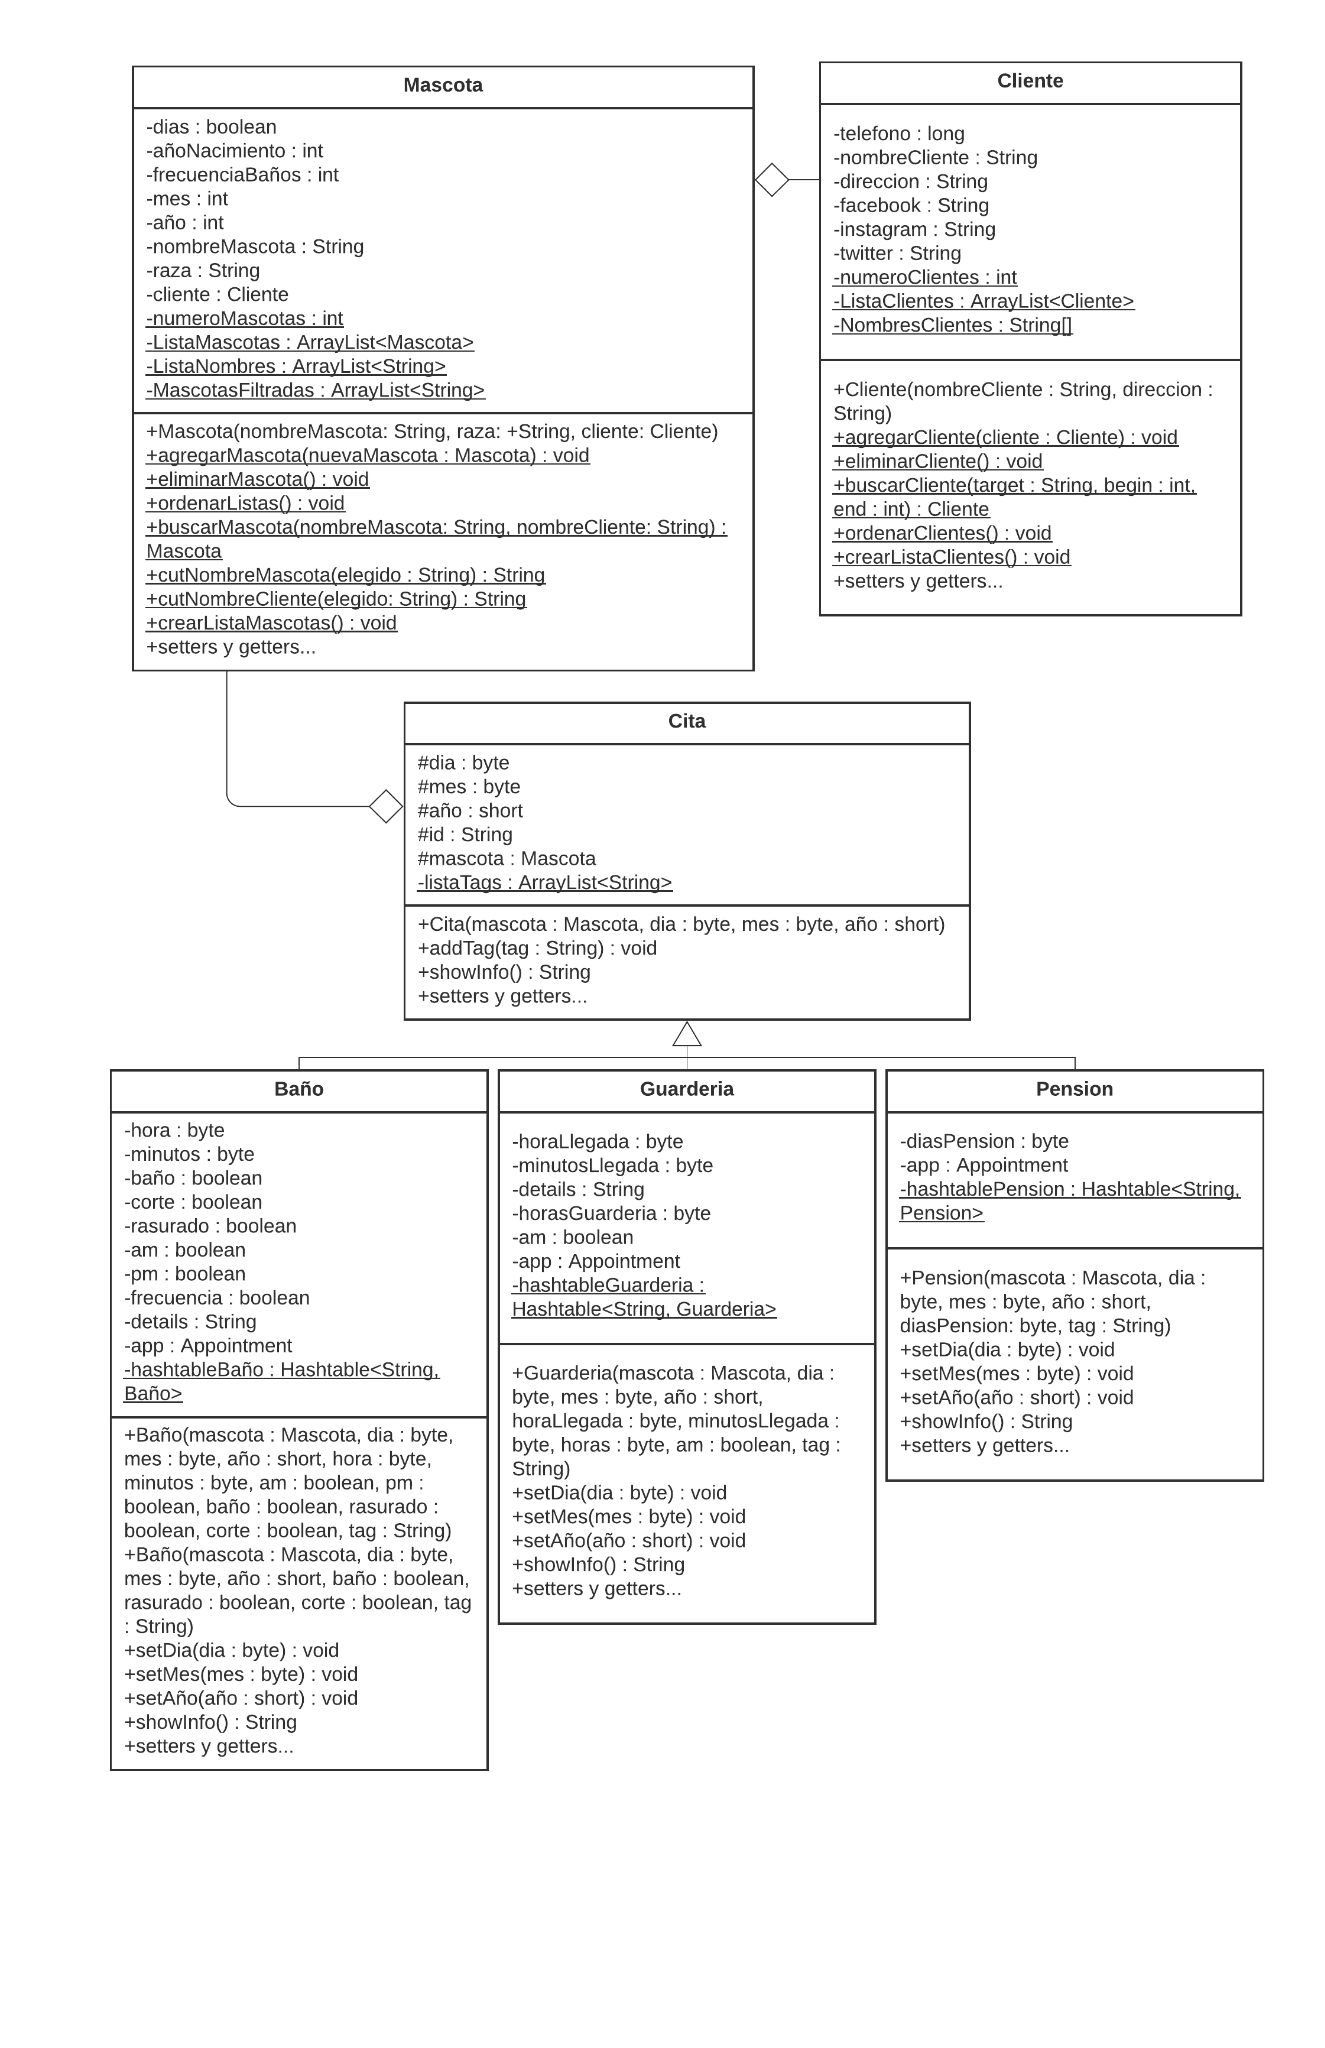 Mascota
-dias : boolean
-añoNacimiento : int
-frecuenciaBaños : int
-mes : int
-año : int
-nombreMascota : String
-raza : String
-cliente : Cliente
-numeroMascotas : int
-ListaMascotas : ArrayList<Mascota>
-ListaNombres : ArrayList<String>
-MascotasFiltradas : ArrayList<String>
+Mascota(nombreMascota: String, raza: +String, cliente: Cliente)
+agregarMascota(nuevaMascota : Mascota) : void
+eliminarMascota() : void
+ordenarListas() : void
+buscarMascota(nombreMascota: String, nombreCliente: String) :
Mascota
+cutNombreMascota(elegido : String) : String
+cutNombreCliente(elegido: String) : String
+crearListaMascotas() : void
+setters y getters...
Cliente
-telefono : long
-nombreCliente : String
-direccion : String
-facebook : String
-instagram : String
-twitter : String
-numeroClientes : int
-ListaClientes : ArrayList<Cliente>
-NombresClientes : String[]
+Cliente(nombreCliente : String, direccion :
String)
+agregarCliente(cliente : Cliente) : void
+eliminarCliente() : void
+buscarCliente(target : String, begin : int,
end : int) : Cliente
+ordenarClientes() : void
+crearListaClientes() : void
+setters y getters...
Cita
#dia : byte
#mes : byte
#año : short
#id : String
#mascota : Mascota
-listaTags : ArrayList<String>
+Cita(mascota : Mascota, dia : byte, mes : byte, año : short)
+addTag(tag : String) : void
+showInfo() : String
+setters y getters...
Baño
-hora : byte
-minutos : byte
-baño : boolean
-corte : boolean
-rasurado : boolean
-am : boolean
-pm : boolean
-frecuencia : boolean
-details : String
-app : Appointment
-hashtableBaño : Hashtable<String,
Baño>
+Baño(mascota : Mascota, dia : byte,
mes : byte, año : short, hora : byte,
minutos : byte, am : boolean, pm :
boolean, baño : boolean, rasurado :
boolean, corte : boolean, tag : String)
+Baño(mascota : Mascota, dia : byte,
mes : byte, año : short, baño : boolean,
rasurado : boolean, corte : boolean, tag
: String)
+setDia(dia : byte) : void
+setMes(mes : byte) : void
+setAño(año : short) : void
+showInfo() : String
+setters y getters...
Guarderia
-horaLlegada : byte
-minutosLlegada : byte
-details : String
-horasGuarderia : byte
-am : boolean
-app : Appointment
-hashtableGuarderia :
Hashtable<String, Guarderia>
+Guarderia(mascota : Mascota, dia :
byte, mes : byte, año : short,
horaLlegada : byte, minutosLlegada :
byte, horas : byte, am : boolean, tag :
String)
+setDia(dia : byte) : void
+setMes(mes : byte) : void
+setAño(año : short) : void
+showInfo() : String
+setters y getters...
Pension
-diasPension : byte
-app : Appointment
-hashtablePension : Hashtable<String,
Pension>
+Pension(mascota : Mascota, dia :
byte, mes : byte, año : short,
diasPension: byte, tag : String)
+setDia(dia : byte) : void
+setMes(mes : byte) : void
+setAño(año : short) : void
+showInfo() : String
+setters y getters...